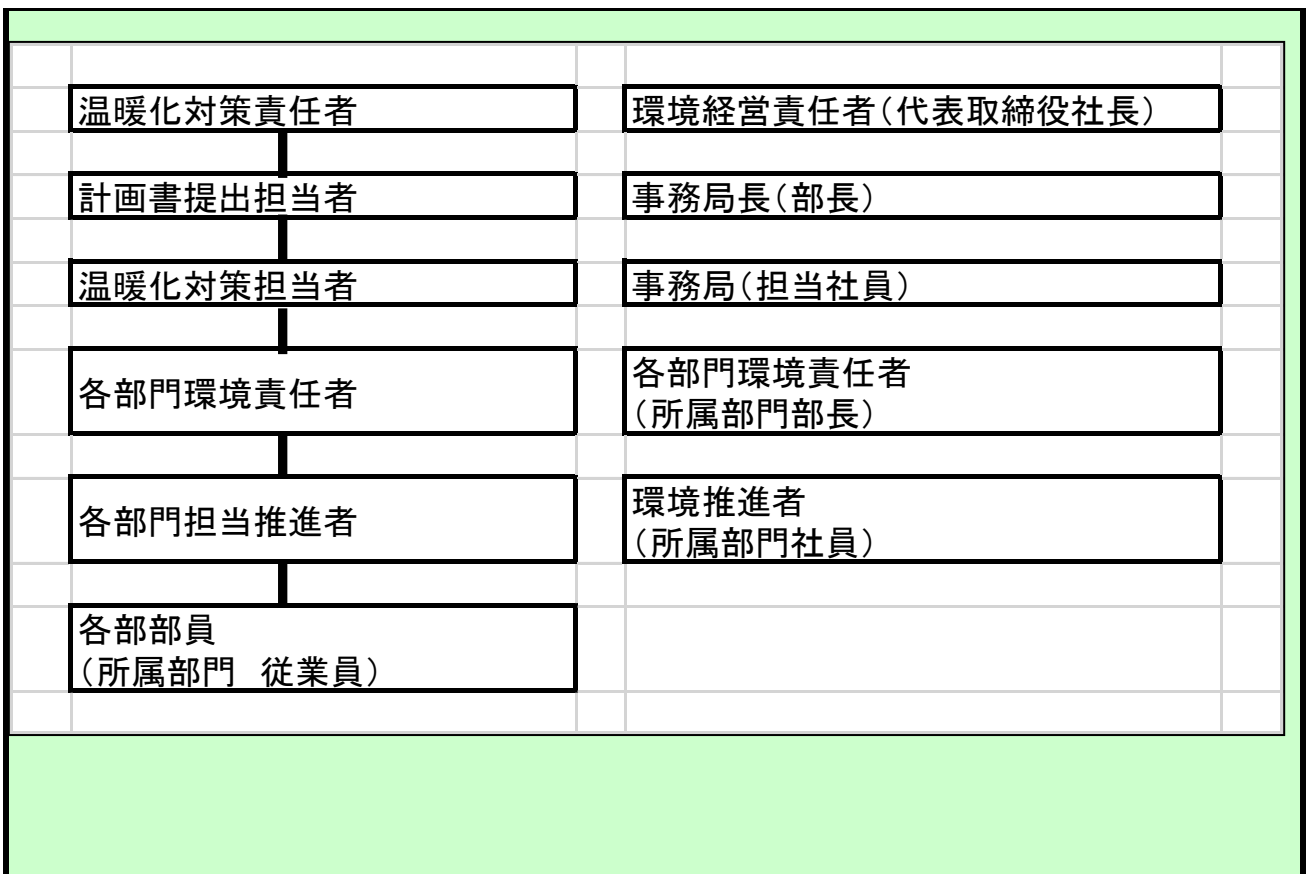 温暖化対策責任者
環境経営責任者（代表取締役社長）
計画書提出担当者
事務局長（部長）
温暖化対策担当者
事務局（担当社員）
各部門環境責任者
各部門環境責任者
（所属部門部長）
各部門担当推進者
環境推進者
（所属部門社員）
各部部員
（所属部門　従業員）